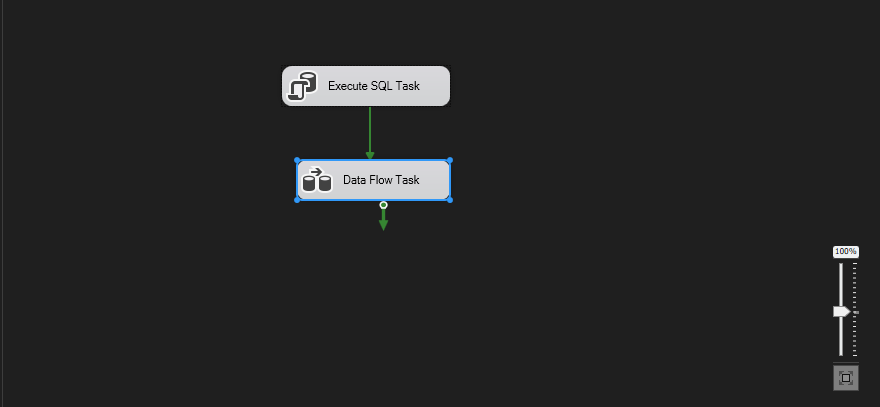 Execute SQL Task
Data Flow Task
100%